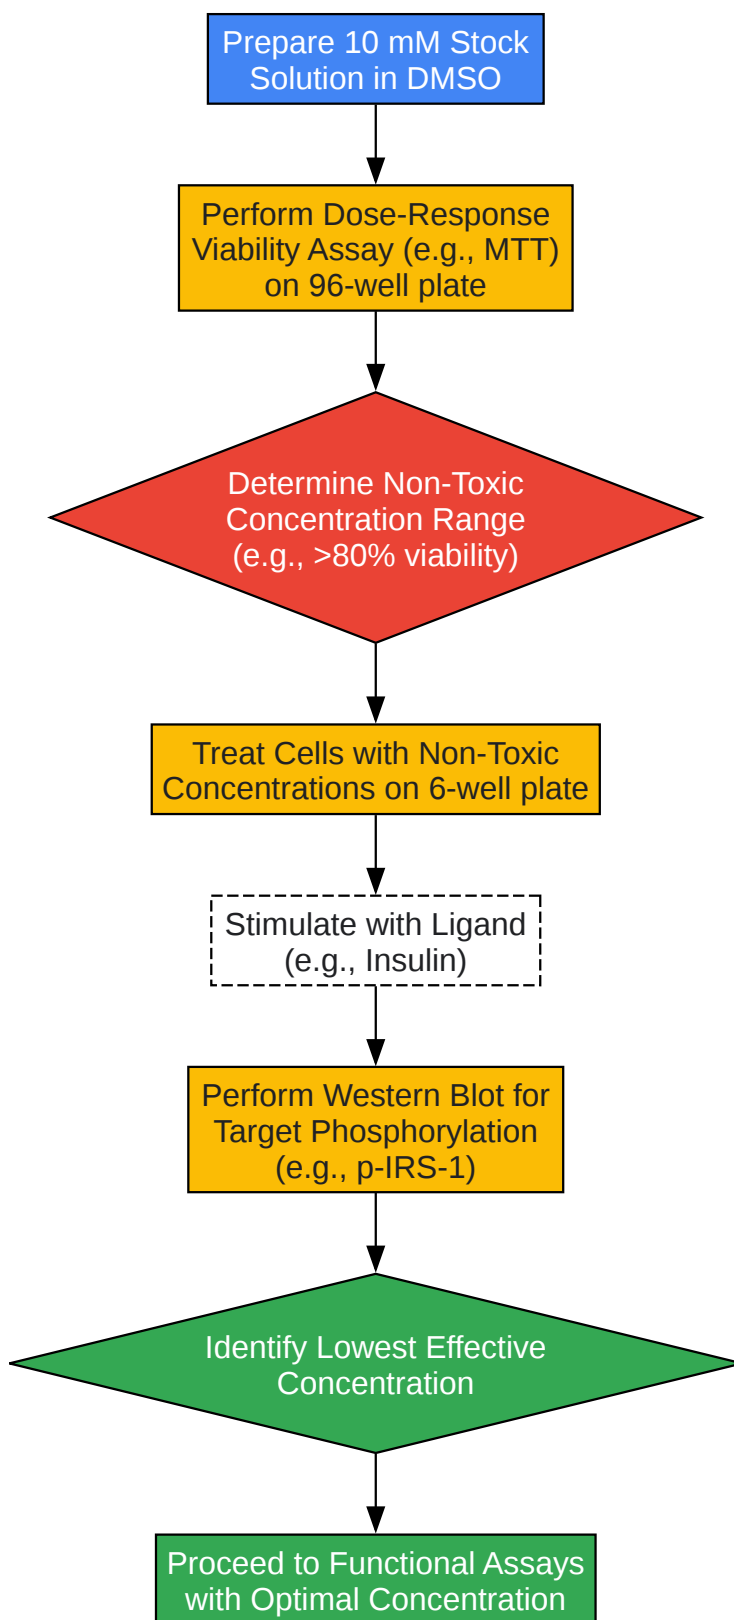 Prepare 10 mM Stock
Solution in DMSO
Perform Dose-Response
Viability Assay (e.g., MTT)
on 96-well plate
Determine Non-Toxic
Concentration Range
(e.g., >80% viability)
Treat Cells with Non-Toxic
Concentrations on 6-well plate
Stimulate with Ligand
(e.g., Insulin)
Perform Western Blot for
Target Phosphorylation
(e.g., p-IRS-1)
Identify Lowest Effective
Concentration
Proceed to Functional Assays
with Optimal Concentration